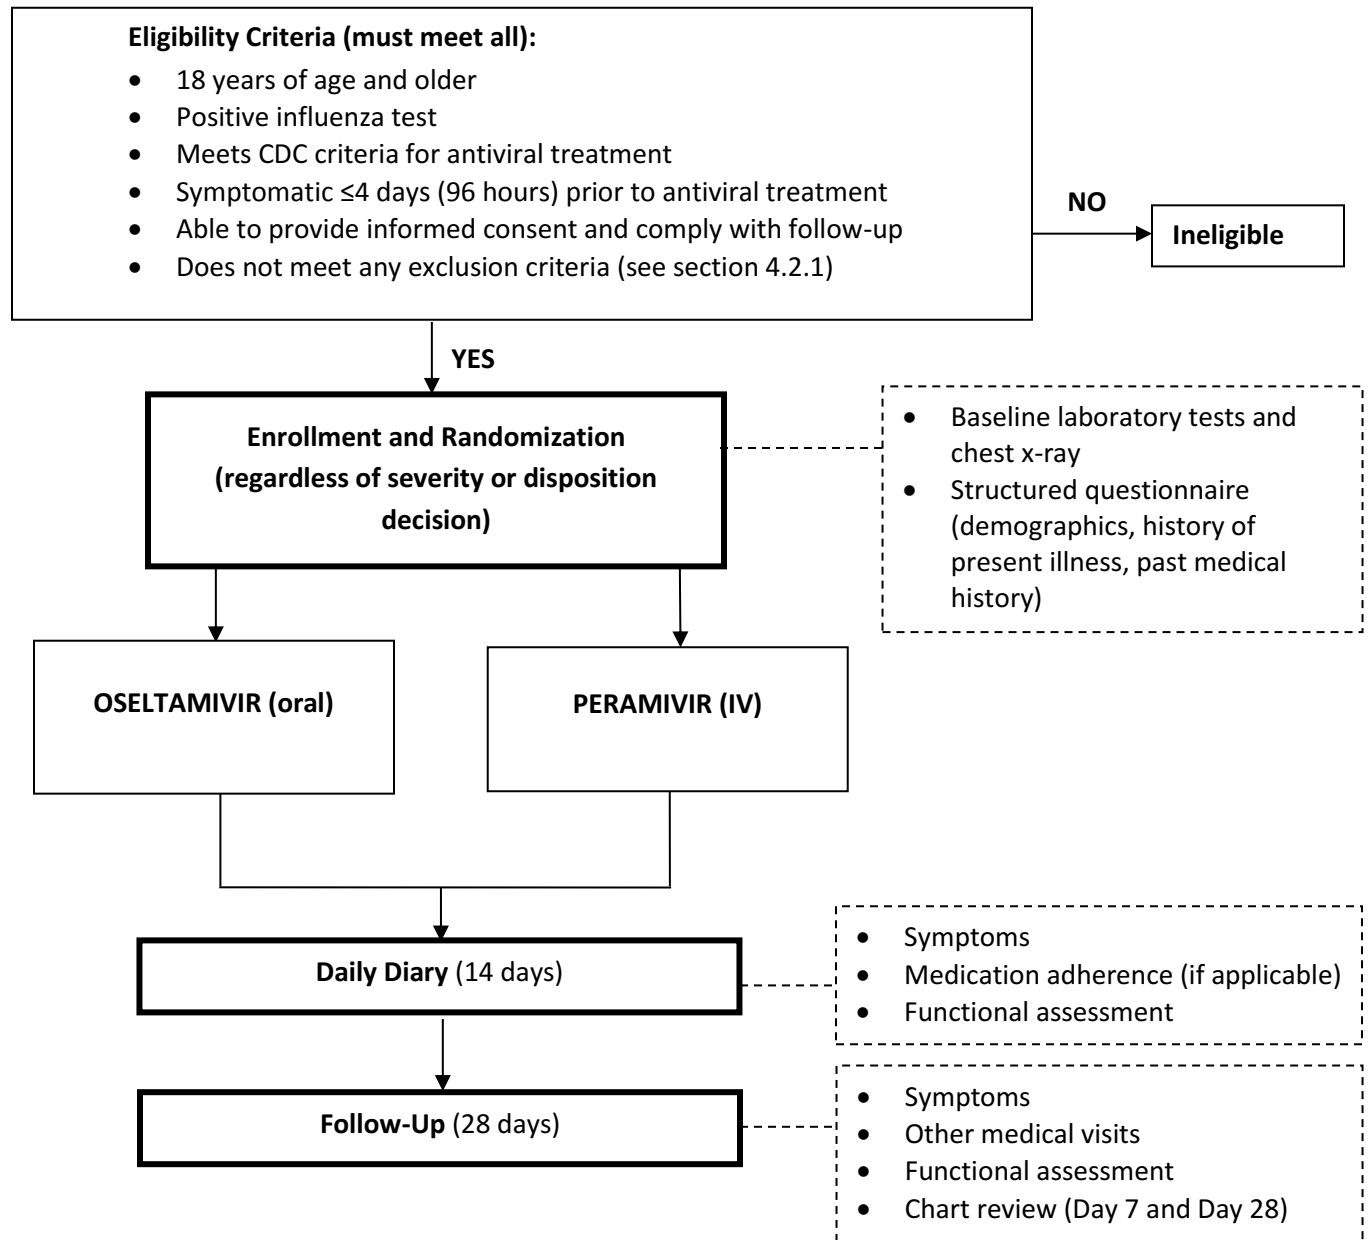 Eligibility Criteria (must meet all):
• 18 years of age and older
• Positive influenza test
• Meets CDC criteria for antiviral treatment
• Symptomatic ≤4 days (96 hours) prior to antiviral treatment
• Able to provide informed consent and comply with follow-up
• Does not meet any exclusion criteria (see section 4.2.1)
NO
Ineligible
YES
Enrollment and Randomization
(regardless of severity or disposition
decision)
• Baseline laboratory tests and
chest x-ray
• Structured questionnaire
(demographics, history of
present illness, past medical
history)
OSELTAMIVIR (oral)
PERAMIVIR (IV)
Daily Diary (14 days)
• Symptoms
• Medication adherence (if applicable)
• Functional assessment
Follow-Up (28 days)
• Symptoms
• Other medical visits
• Functional assessment
• Chart review (Day 7 and Day 28)